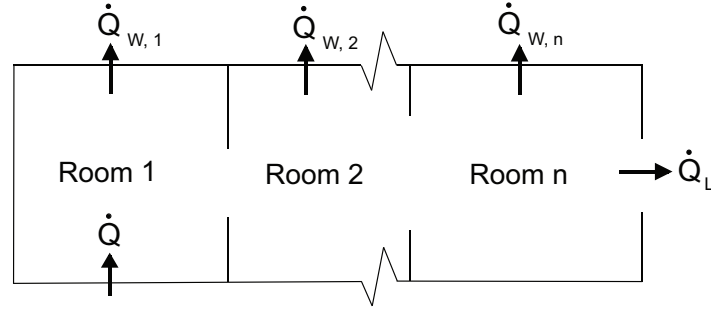 Q̇ W, 1
Q̇ W, 2
Q̇ W, n
Room 1
Room 2
Room n
Q̇ L
Q̇